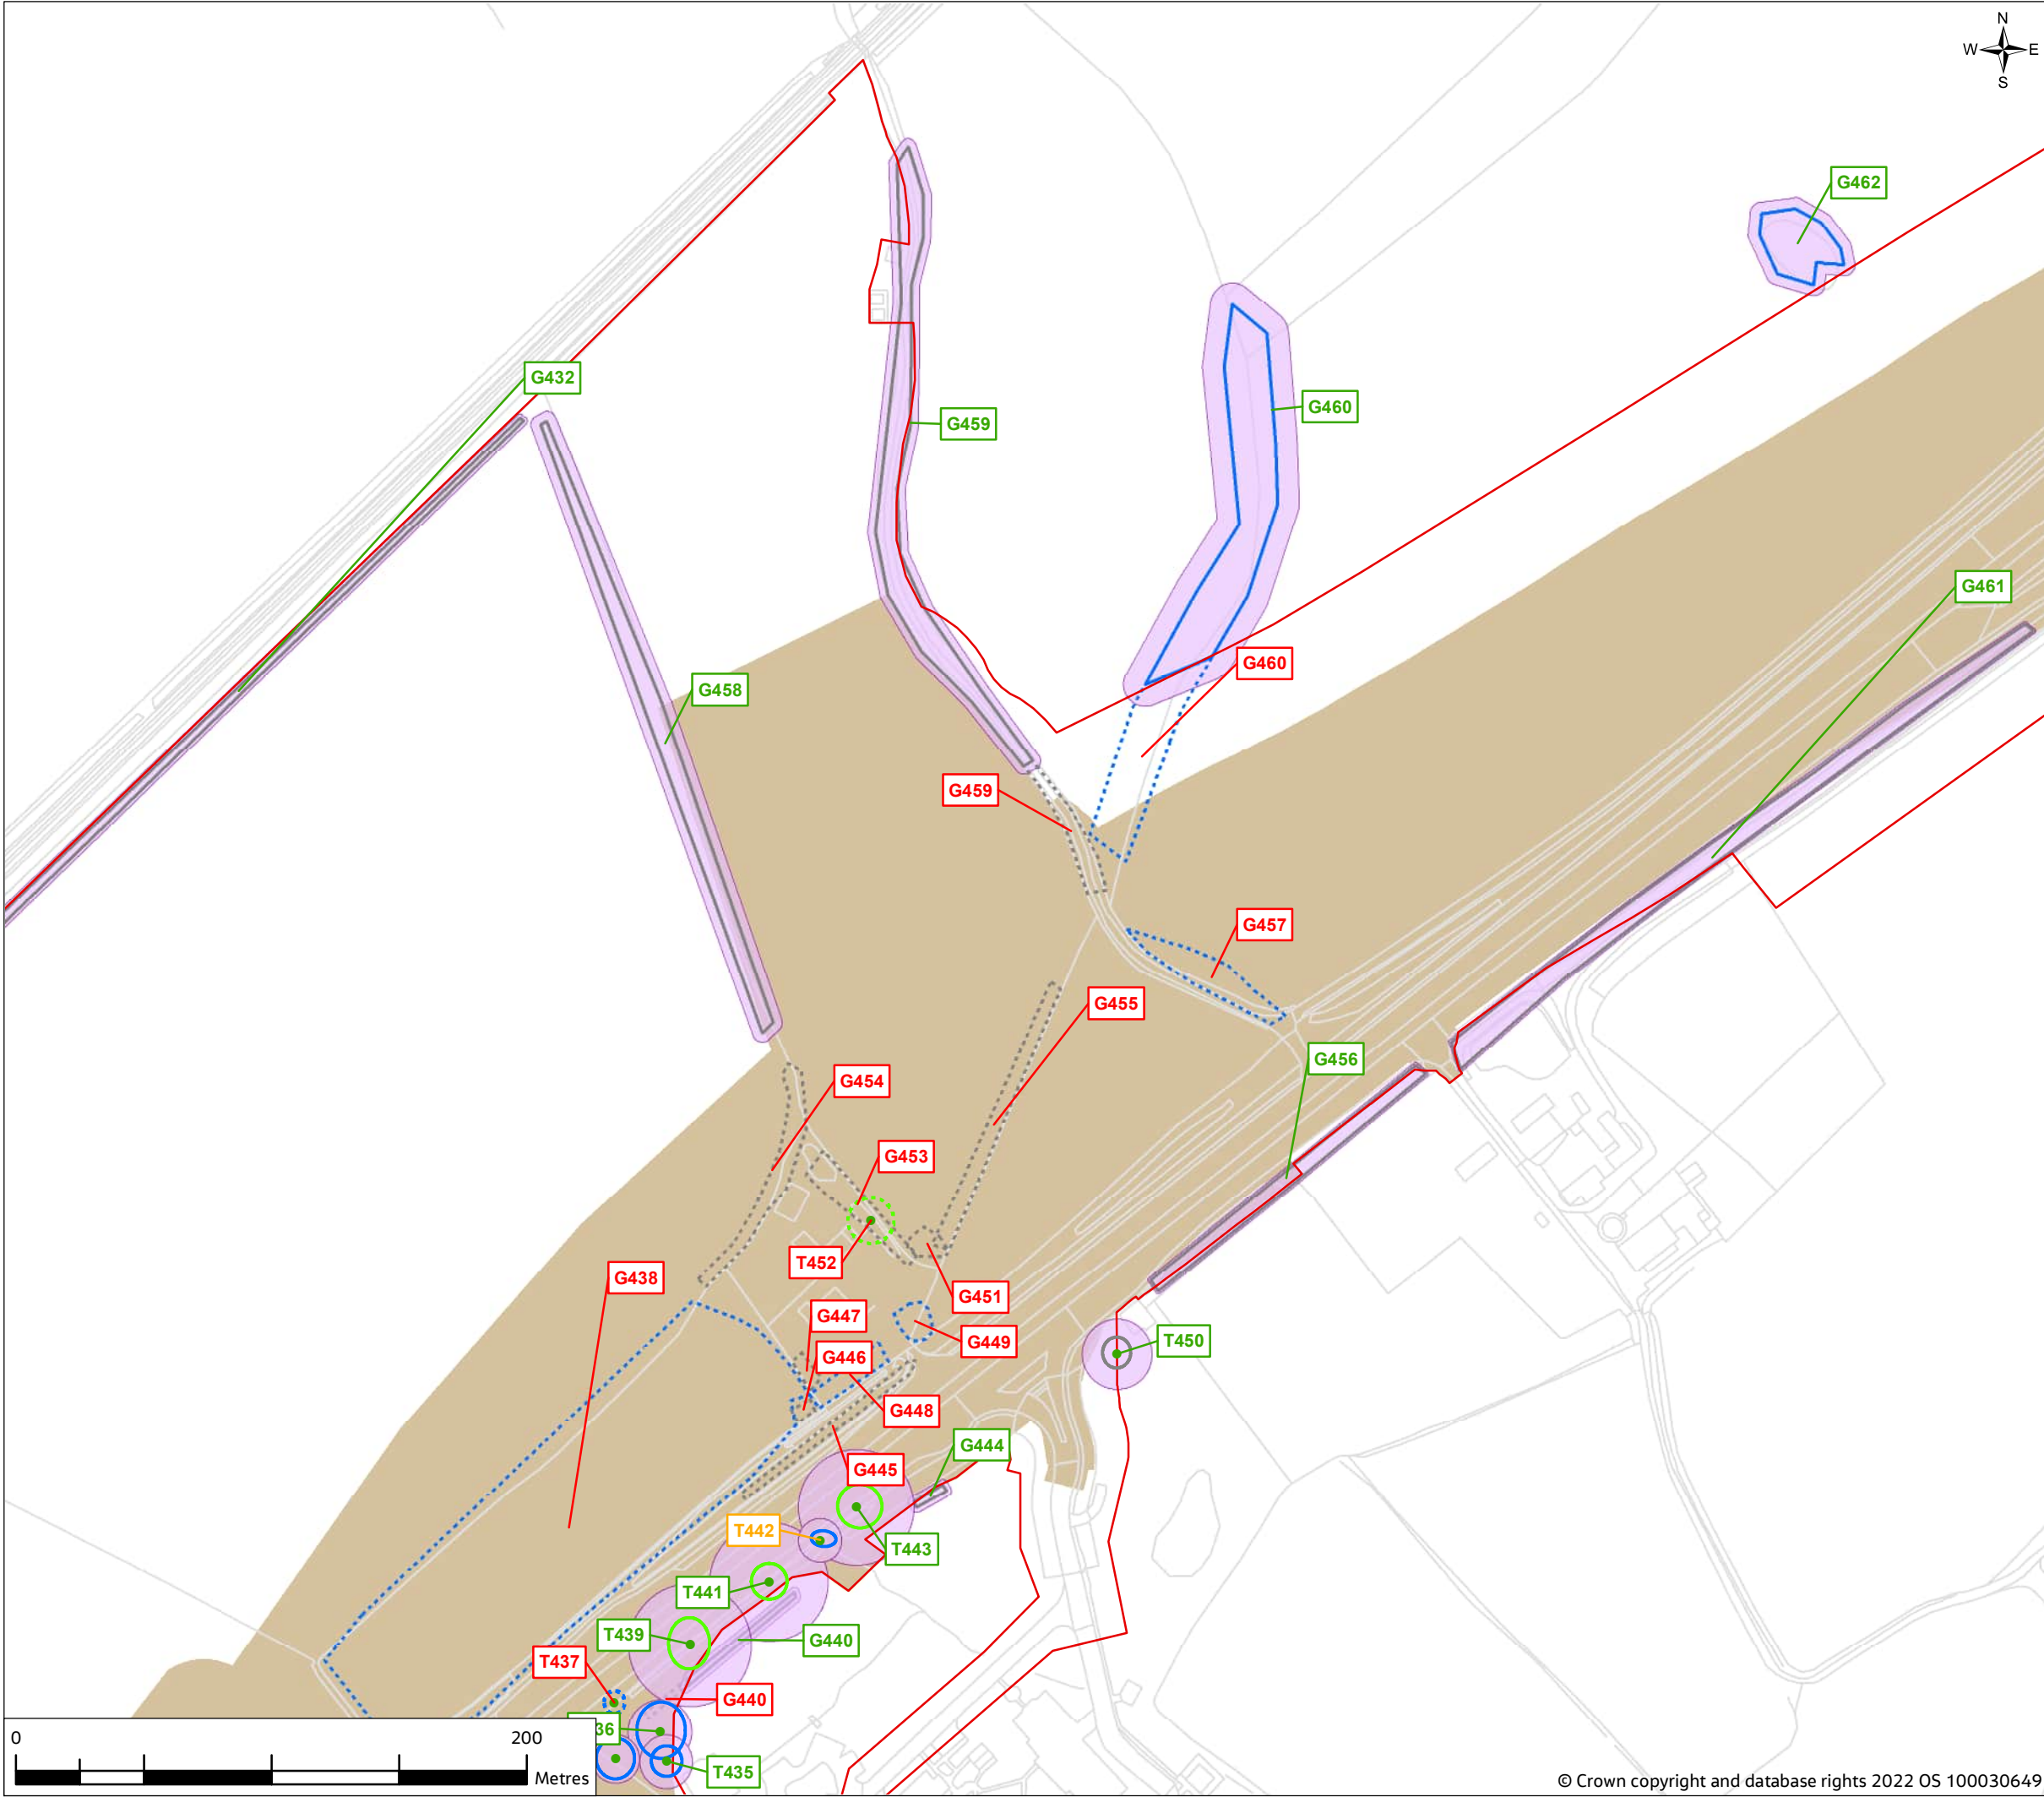 N
W E
S
G462
G432
G459
G460
G461
G460
G458
G459
G457
G455
G456
G454
G453
T452
G438
G451
G447
G449
T450
G446
G448
G444
G445
T442
T443
T441
T439
G440
T437
G440
36
T435
0 200
Metres
© Crown copyright and database rights 2022 OS 100030649